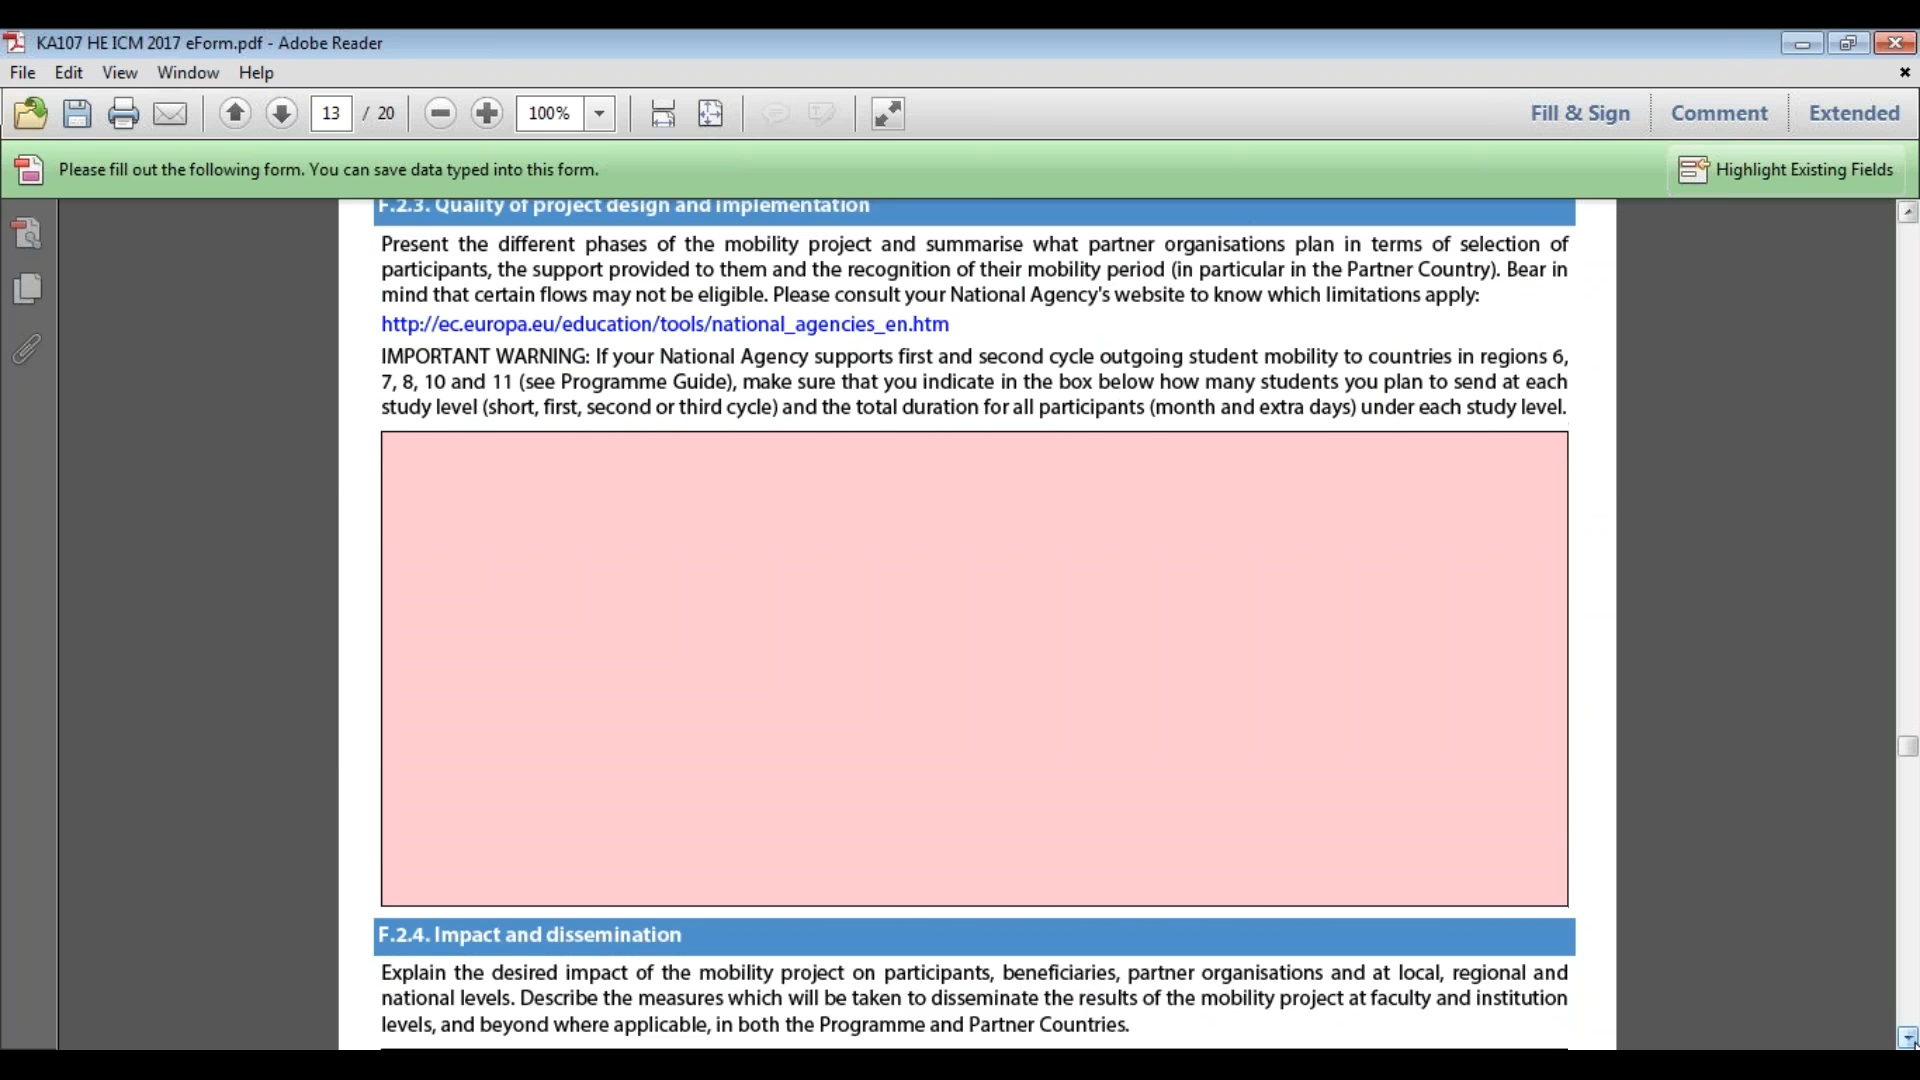 KA107 HE ICM 2017 eForm.pdf - Adobe Reader
File Edit View Window Help
13 / 20 100% Fill & Sign Comment Extended
Please fill out the following form. You can save data typed into this form. Highlight Existing Fields
F.2.3. Quality of project design and implementation
Present the different phases of the mobility project and summarise what partner organisations plan in terms of selection of
participants, the support provided to them and the recognition of their mobility period (in particular in the Partner Country). Bear in
mind that certain flows may not be eligible. Please consult your National Agency's website to know which limitations apply:
http://ec.europa.eu/education/tools/national_agencies_en.htm
IMPORTANT WARNING: If your National Agency supports first and second cycle outgoing student mobility to countries in regions 6,
7, 8, 10 and 11 (see Programme Guide), make sure that you indicate in the box below how many students you plan to send at each
study level (short, first, second or third cycle) and the total duration for all participants (month and extra days) under each study level.
F.2.4. Impact and dissemination
Explain the desired impact of the mobility project on participants, beneficiaries, partner organisations and at local, regional and
national levels. Describe the measures which will be taken to disseminate the results of the mobility project at faculty and institution
levels, and beyond where applicable, in both the Programme and Partner Countries.